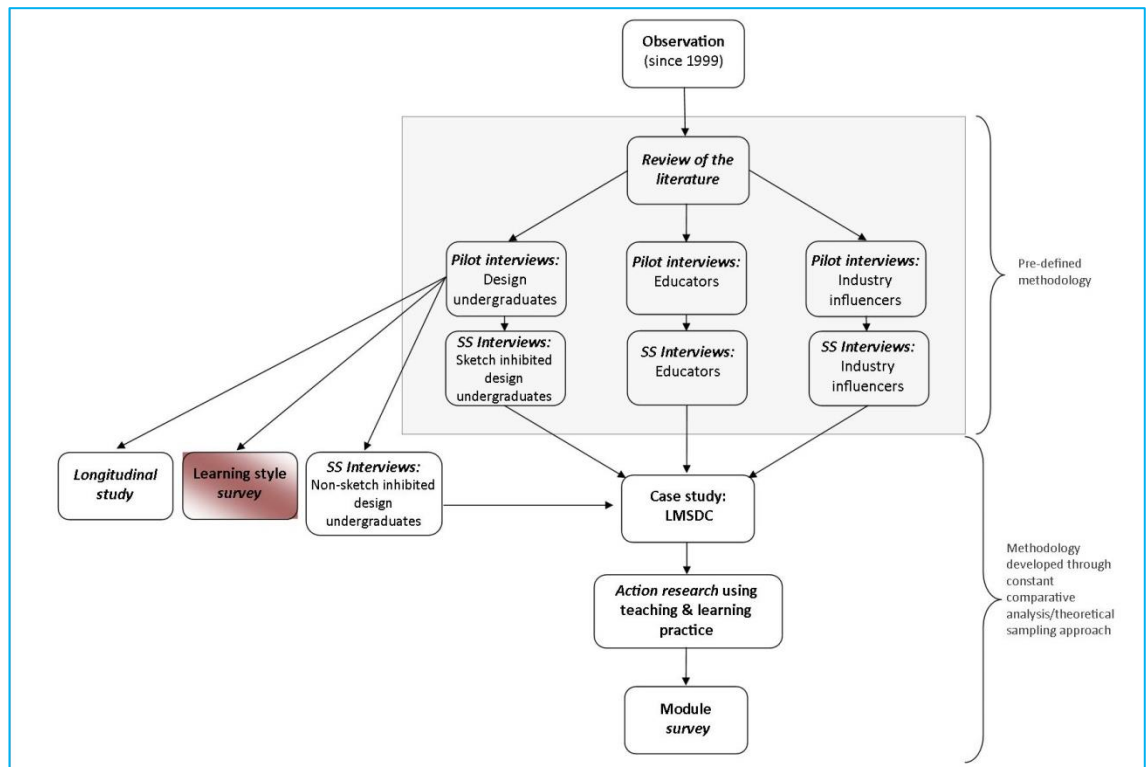 Observation
(since 1999)
Review of the
literature
Pilot interviews:
Design
undergraduates
Pilot interviews:
Educators
Pilot interviews:
Industry
influencers
Pre-defined
methodology
SS Interviews:
Sketch inhibited
design
undergraduates
SS Interviews:
Educators
SS Interviews:
Industry
influencers
Longitudinal
study
Learning style
survey
SS Interviews:
Non-sketch inhibited
design
undergraduates
Case study:
LMSDC
Methodology
developed through
constant
comparative
analysis/theoretical
sampling approach
Action research using
teaching & learning
practice
Module
survey